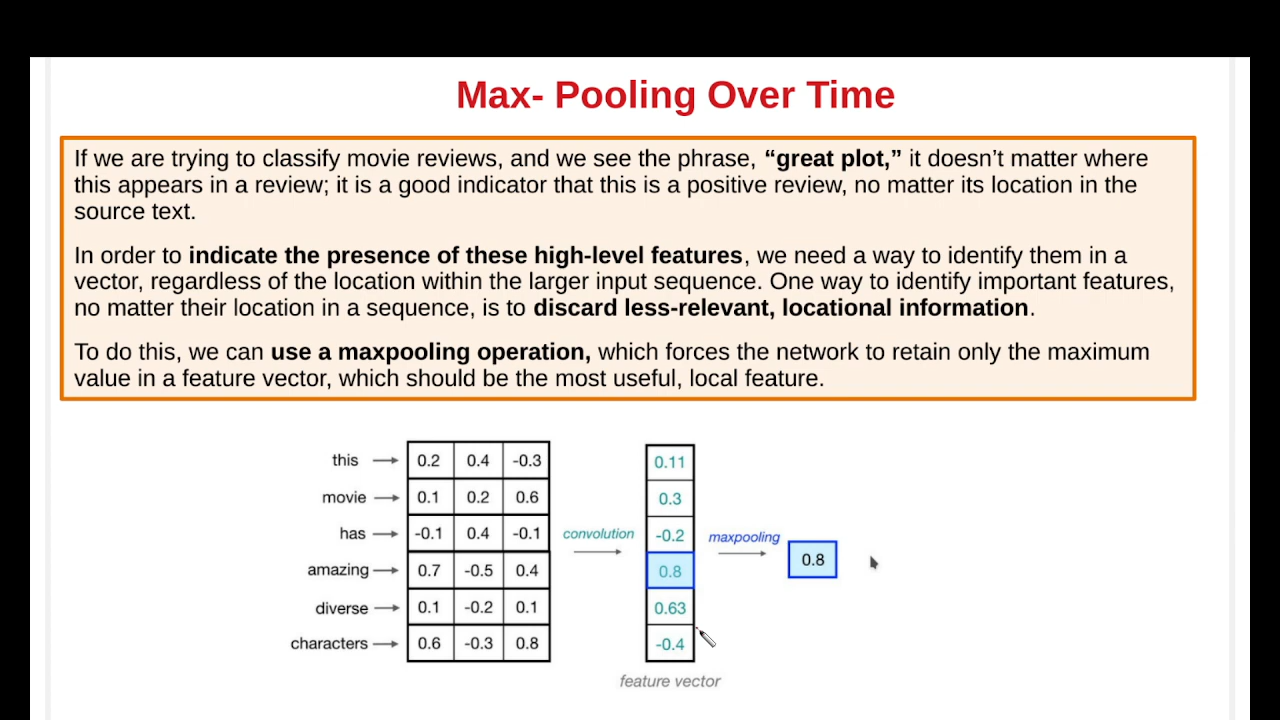 Max- Pooling Over Time
If we are trying to classify movie reviews, and we see the phrase, “great plot,” it doesn’t matter where
this appears in a review; it is a good indicator that this is a positive review, no matter its location in the
source text.
In order to indicate the presence of these high-level features, we need a way to identify them in a
vector, regardless of the location within the larger input sequence. One way to identify important features,
no matter their location in a sequence, is to discard less-relevant, locational information.
To do this, we can use a maxpooling operation, which forces the network to retain only the maximum
value in a feature vector, which should be the most useful, local feature.
this 0.2 0.4 -0.3 0.11
movie 0.1 0.2 0.6 0.3
has -0.1 0.4 -0.1 convolution -0.2 maxpooling
0.8
amazing 0.7 -0.5 0.4 0.8
diverse 0.1 -0.2 0.1 0.63
characters 0.6 -0.3 0.8 -0.4
feature vector